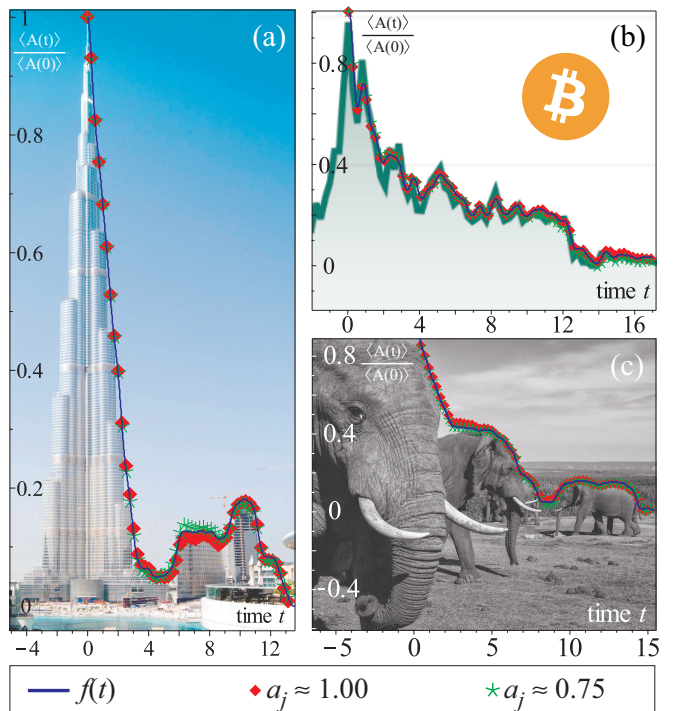 (a)
⟨A(t)⟩
⟨A(0)⟩
1
0.8
0.6
0.4
0.2
0
time t
−4 0 4 8 12
(b)
⟨A(t)⟩
⟨A(0)⟩
0.8
0.4
0
time t
0 4 8 12 16
(c)
⟨A(t)⟩
⟨A(0)⟩
0.8
0.4
0
-0.4
time t
−5 0 5 10 15
f(t) a_j ≈ 1.00 a_j ≈ 0.75